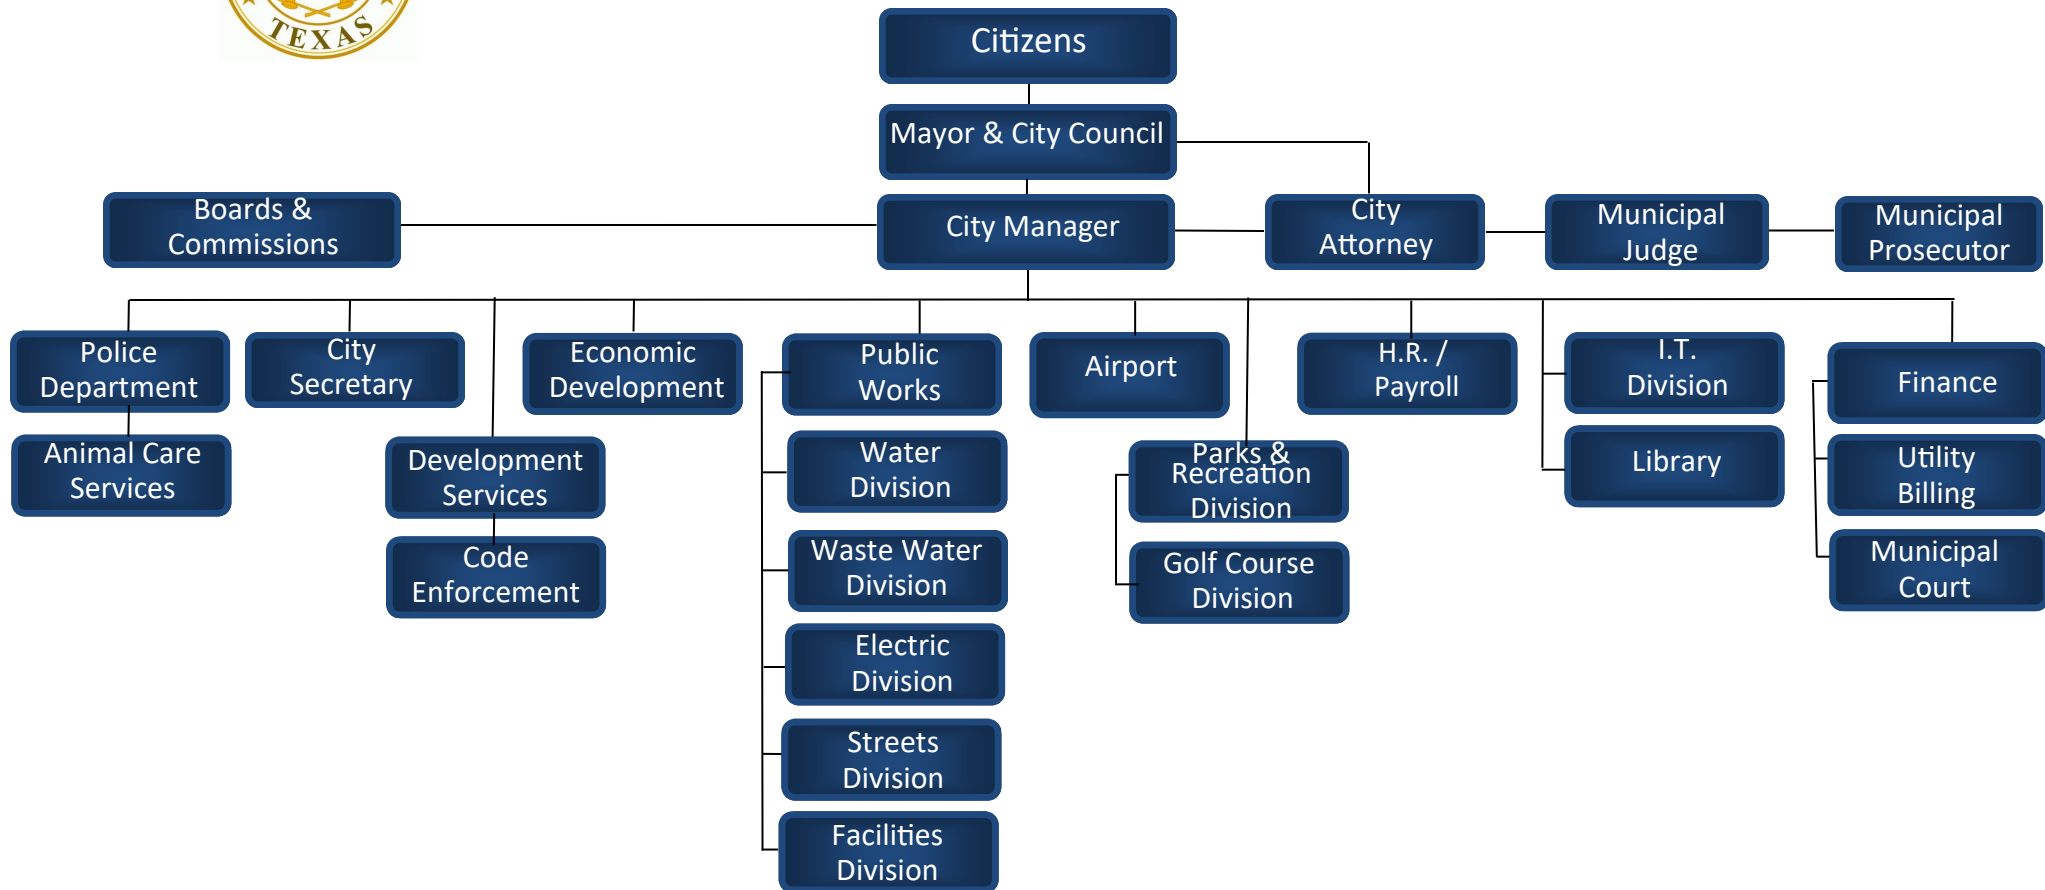 TEXAS
Citizens
Mayor & City Council
Boards &
Commissions
City Manager
City
Attorney
Municipal
Judge
Municipal
Prosecutor
Police
Department
City
Secretary
Economic
Development
Public
Works
Airport
H.R. /
Payroll
I.T.
Division
Finance
Animal Care
Services
Development
Services
Water
Division
Parks &
Recreation
Division
Library
Utility
Billing
Code
Enforcement
Waste Water
Division
Golf Course
Division
Municipal
Court
Electric
Division
Streets
Division
Facilities
Division